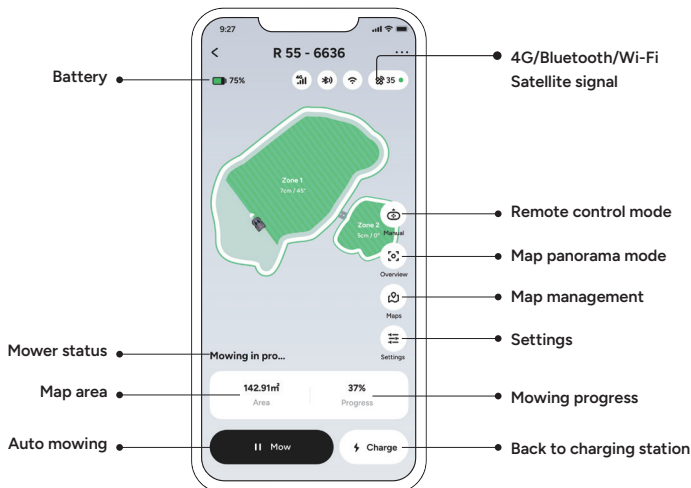 9:27
R 55 - 6636
Battery
75%
4G
35
4G/Bluetooth/Wi-Fi
Satellite signal
Zone 1
7cm / 45°
Zone 2
5cm / 0°
Manual
Remote control mode
Map panorama mode
Overview
Map management
Maps
Settings
Settings
Mower status
Mowing in pro...
Map area
142.91㎡
Area
37%
Progress
Mowing progress
Auto mowing
Mow
Charge
Back to charging station